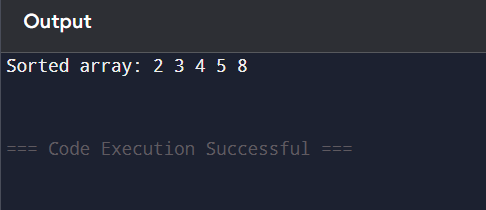 Output
Sorted array: 2 3 4 5 8
=== Code Execution Successful ===